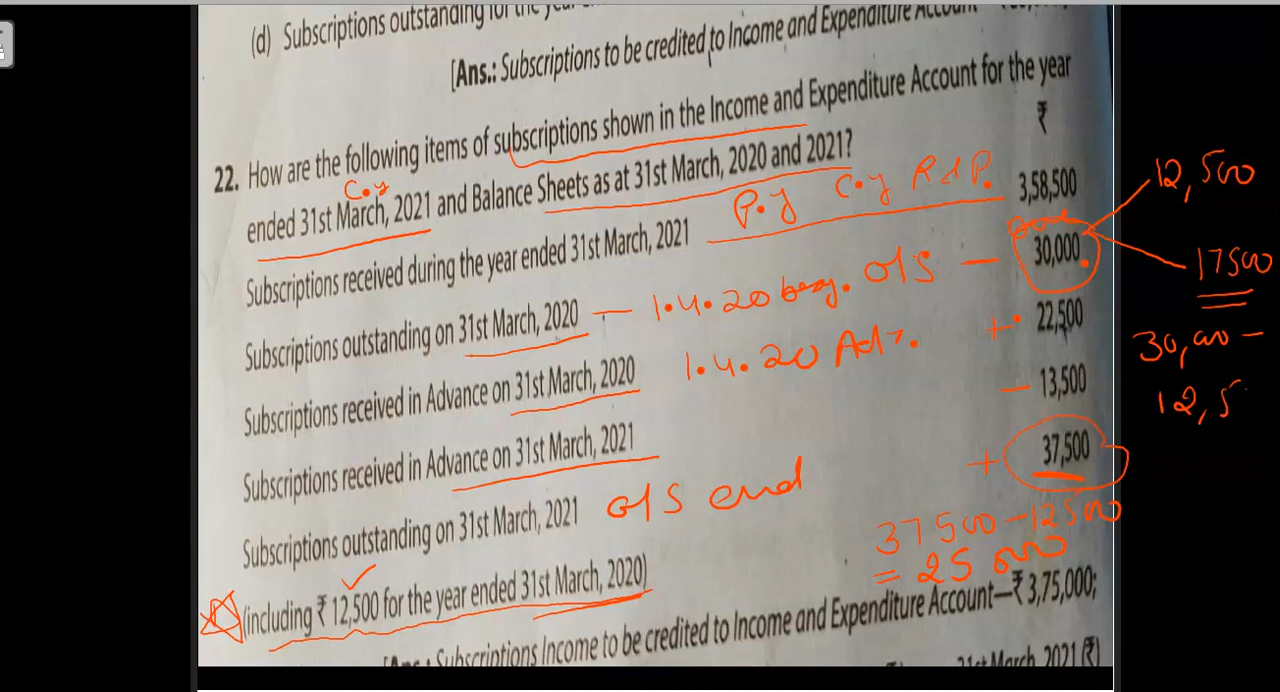 (d) Subscriptions outstanding for the year
[Ans.: Subscriptions to be credited to Income and Expenditure Account
22. How are the following items of subscriptions shown in the Income and Expenditure Account for the year
C.y
ended 31st March, 2021 and Balance Sheets as at 31st March, 2020 and 2021? ₹
P.y C.y R d P.
Subscriptions received during the year ended 31st March, 2021 3,58,500
12,500
Subscriptions outstanding on 31st March, 2020 — 1.4.20 beg. O/S — 30,000
17500
Subscriptions received in Advance on 31st March, 2020 1.4.20 Adv. + 22,500
30,000 —
12,5
Subscriptions received in Advance on 31st March, 2021 — 13,500
Subscriptions outstanding on 31st March, 2021 O/S end + 37,500
37500 – 12500
= 25000
(including ₹ 12,500 for the year ended 31st March, 2020)
Subscriptions Income to be credited to Income and Expenditure Account—₹ 3,75,000;
31st March, 2021 (₹)